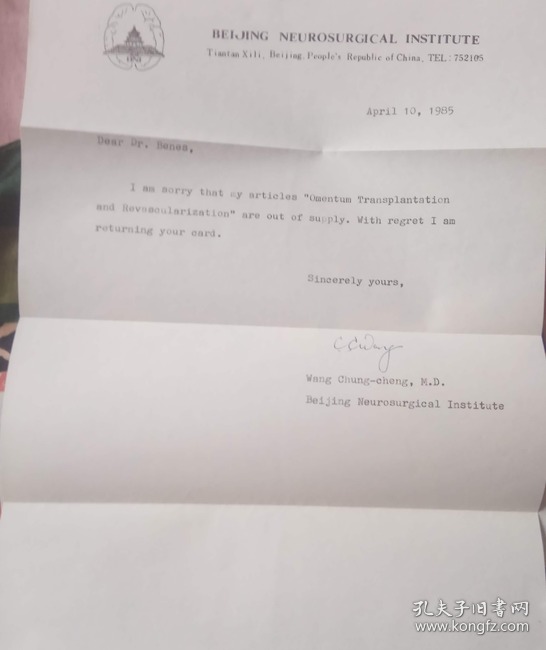 BEIJING NEUROSURGICAL INSTITUTE
Tiantan Xili, Beijing, People's Republic of China, TEL: 752105
April 10, 1985
Dear Dr. Benes,
I am sorry that my articles "Omentum Transplantation
and Revascularization" are out of supply. With regret I am
returning your card.
Sincerely yours,
C C Wang
Wang Chung-cheng, M.D.
Beijing Neurosurgical Institute
孔夫子旧书网
www.kongfz.com